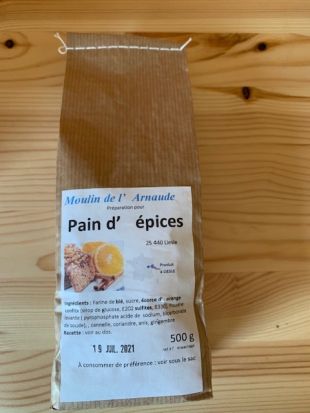 Moulin de l' Arnaude
Préparation pour
Pain d' épices
25 440 Liesle
Produit
Ingrédients : Farine de blé, sucre, écorce d' orange
confite (sirop de glucose, E202 sulfites, E330), Poudre
levante ( pyrophosphate acide de sodium, bicarbonate
de soude), , cannelle, coriandre, anis, gingembre
Recette : voir au dos.
500 g
19 JUL. 2021
A consommer de préférence : voir sous le sac